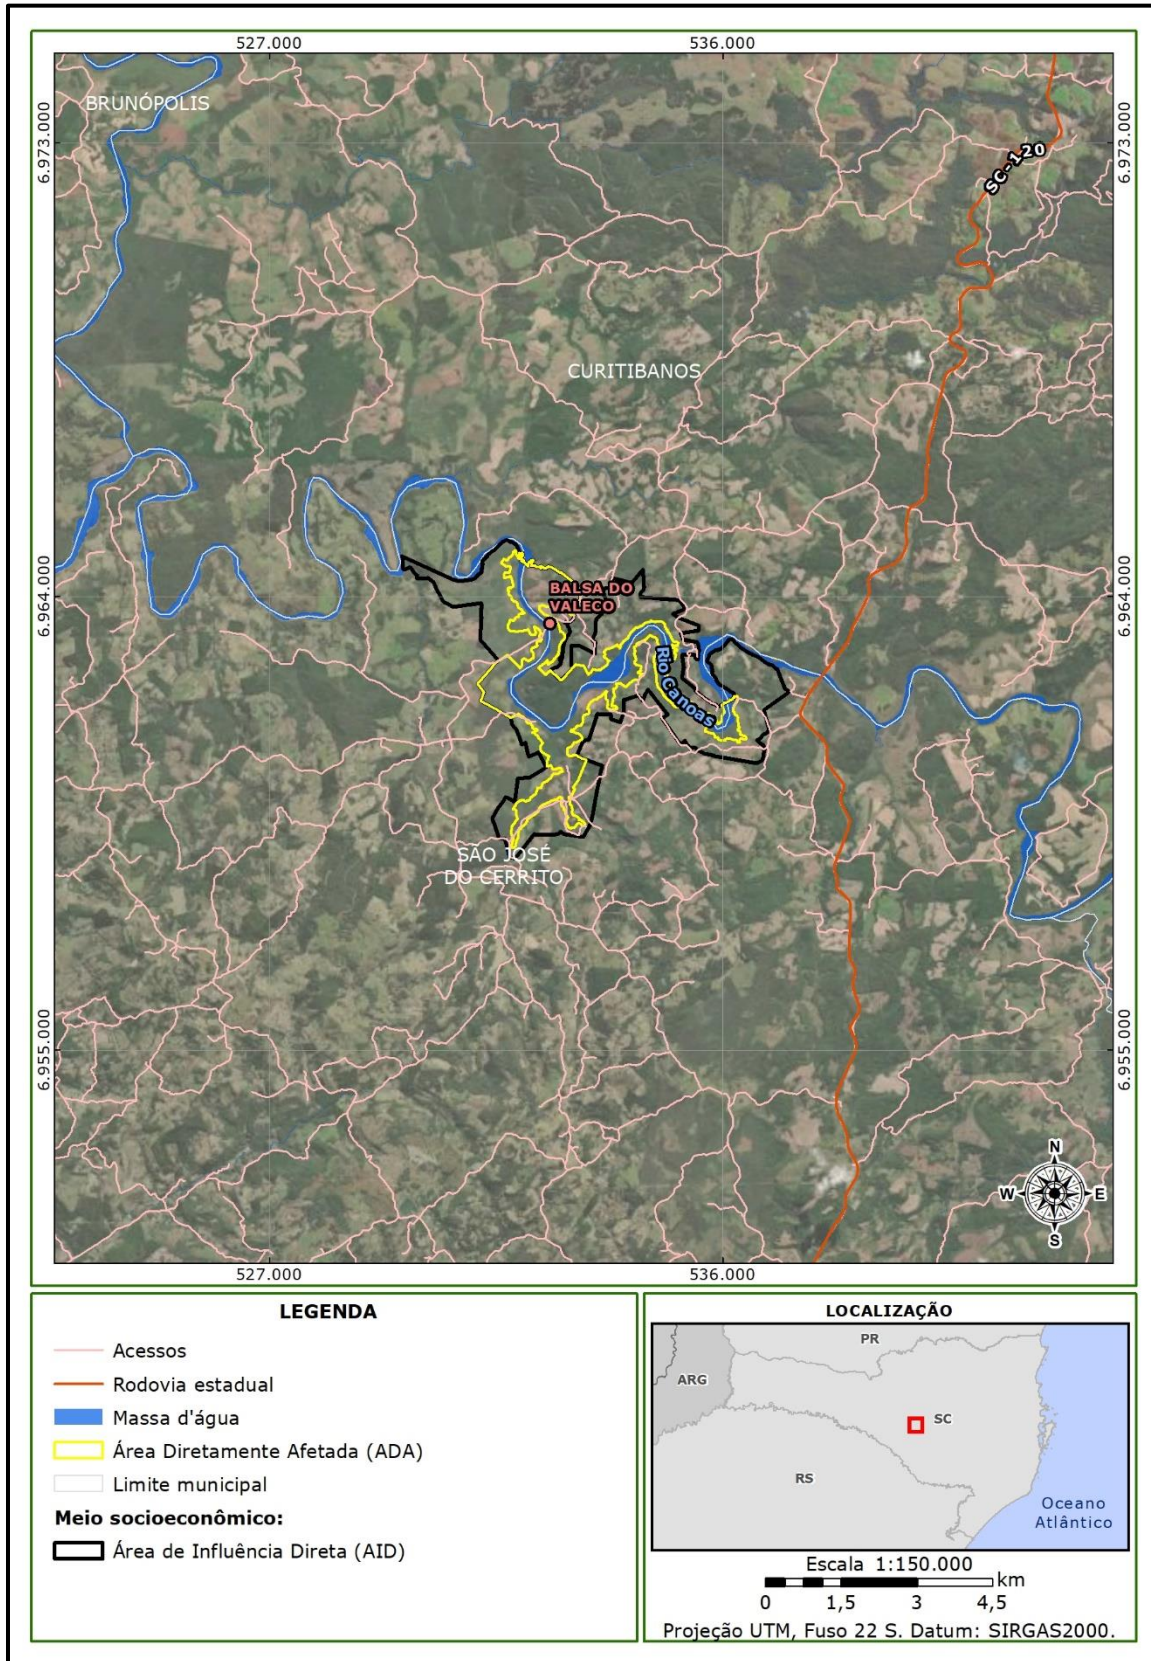 527.000
536.000
BRUNÓPOLIS
6.973.000
6.973.000
SC-120
CURITIBANOS
6.964.000
6.964.000
BALSA DO
VALECO
Rio Canoas
SÃO JOSÉ
DO CERRITO
6.955.000
6.955.000
N
W
E
S
527.000
536.000
LEGENDA
Acessos
Rodovia estadual
Massa d'água
Área Diretamente Afetada (ADA)
Limite municipal
Meio socioeconômico:
Área de Influência Direta (AID)
LOCALIZAÇÃO
PR
ARG
SC
RS
Oceano
Atlântico
Escala 1:150.000
km
0 1,5 3 4,5
Projeção UTM, Fuso 22 S. Datum: SIRGAS2000.